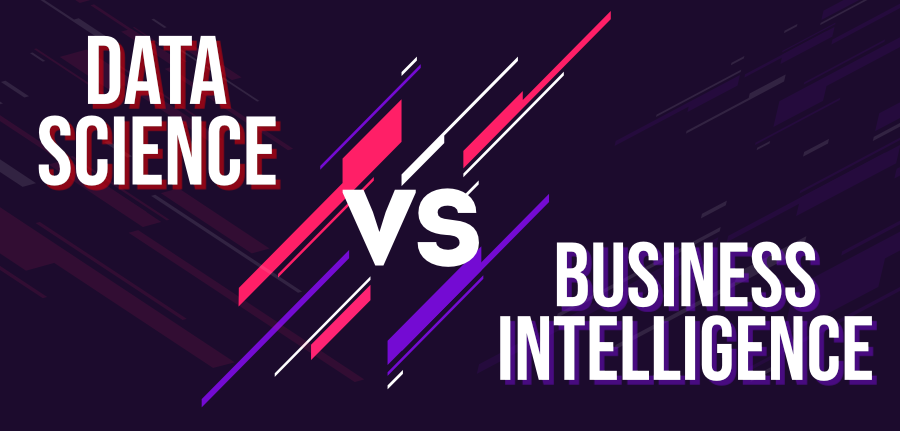 DATA
SCIENCE
VS
BUSINESS
INTELLIGENCE